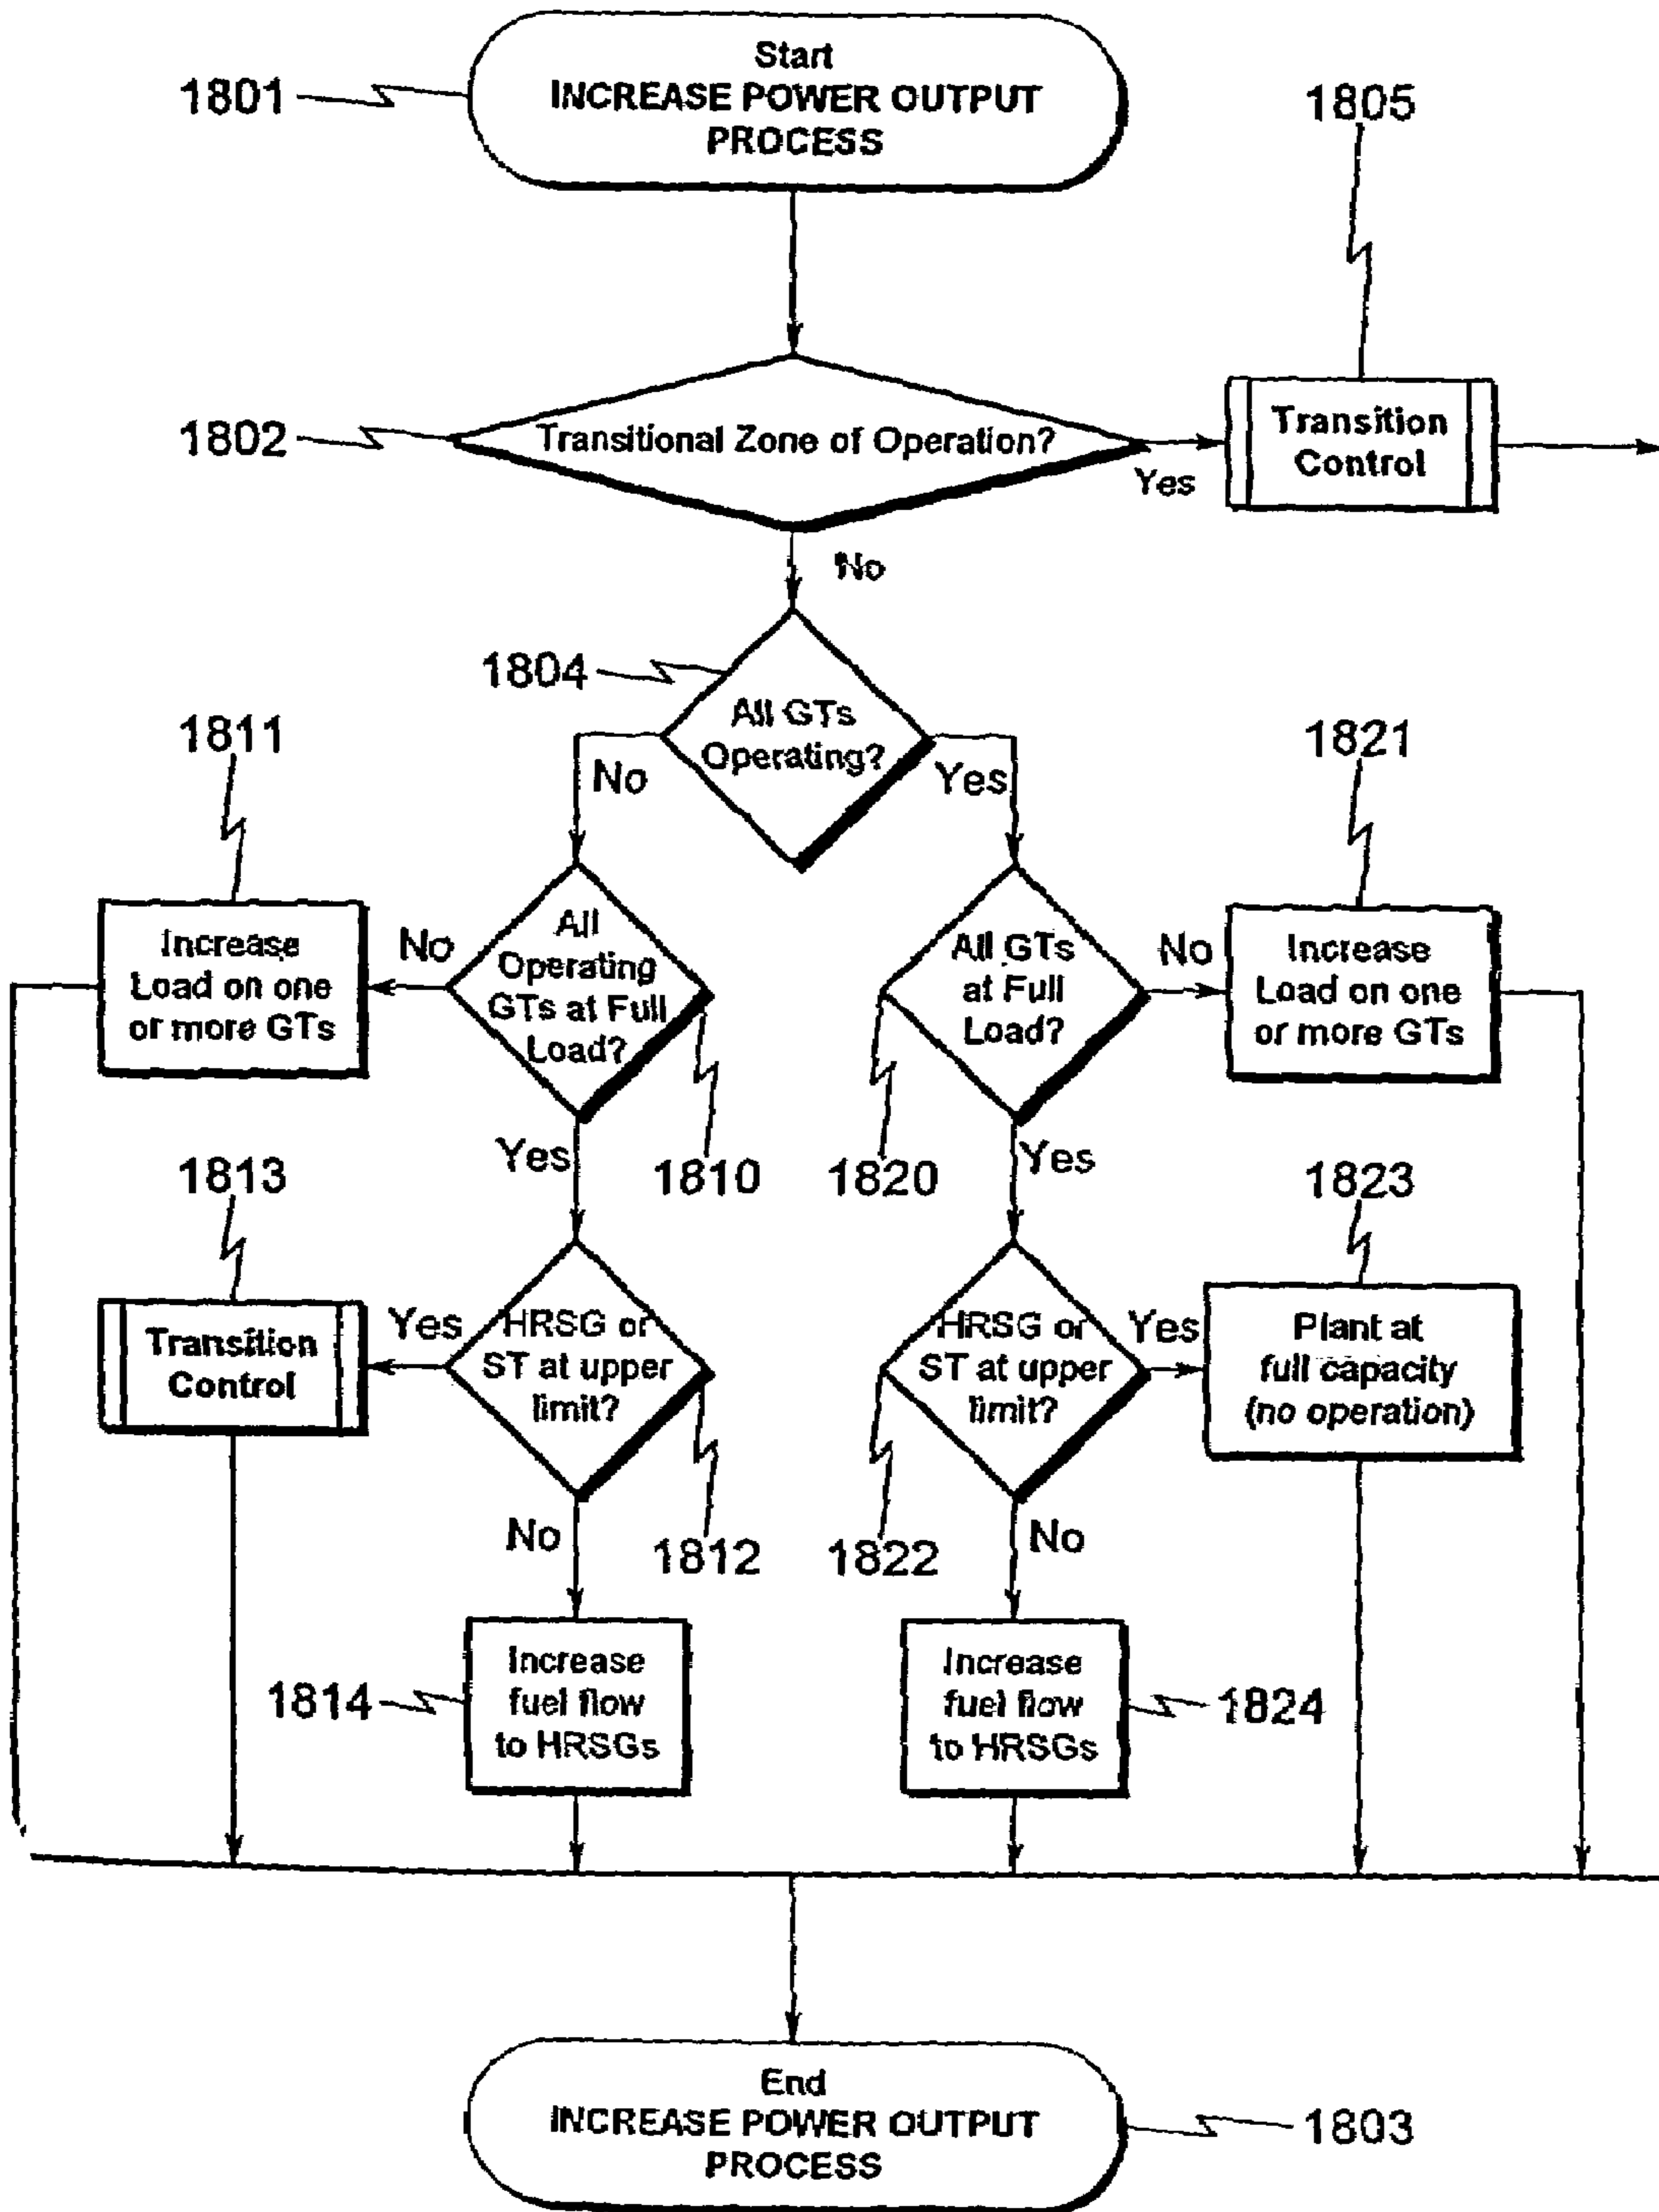 Start
INCREASE POWER OUTPUT
PROCESS
1801
1805
1802
Transitional Zone of Operation?
Yes
Transition
Control
No
1804
All GTs
Operating?
No
Yes
1811
1821
Increase
Load on one
or more GTs
No
All
Operating
GTs at Full
Load?
All GTs
at Full
Load?
No
Increase
Load on one
or more GTs
Yes
1810
1820
Yes
1813
1823
Transition
Control
Yes
HRSG or
ST at upper
limit?
HRSG or
ST at upper
limit?
Yes
Plant at
full capacity
(no operation)
No
1812
1822
No
1814
Increase
fuel flow
to HRSGs
Increase
fuel flow
to HRSGs
1824
End
INCREASE POWER OUTPUT
PROCESS
1803